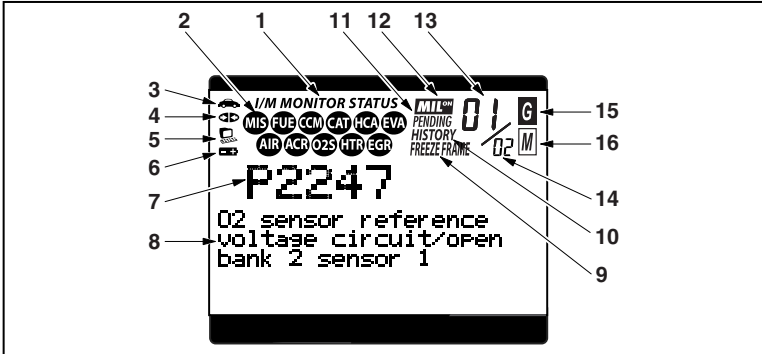 2 1 11 12 13
3 I/M MONITOR STATUS MIL ON 01 G 15
4 MIS FUE CCM CAT HCA EVA PENDING
5 AIR ACR O2S HTR EGR HISTORY M 16
6 FREEZE FRAME 02
14
7 P2247
10
O2 sensor reference
8 voltage circuit/open
bank 2 sensor 1
9